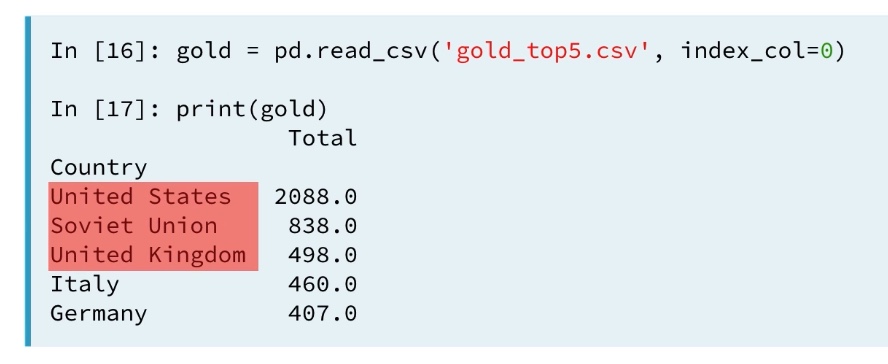 In [16]: gold = pd.read_csv('gold_top5.csv', index_col=0)
In [17]: print(gold)
Total
Country
United States 2088.0
Soviet Union 838.0
United Kingdom 498.0
Italy 460.0
Germany 407.0